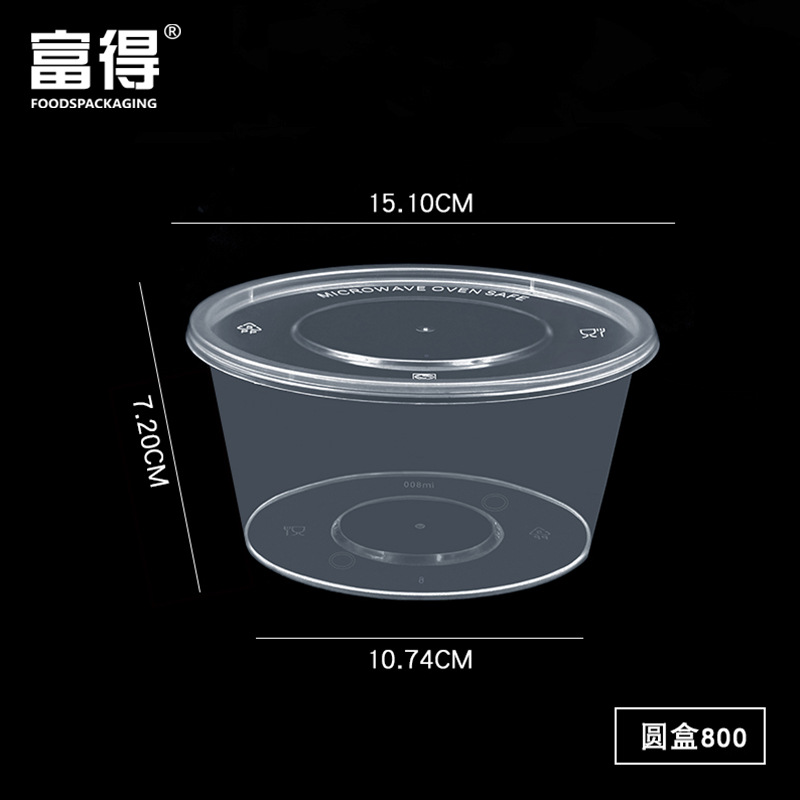 富得®
FOODSPACKAGING
15.10CM
MICROWAVE OVEN SAFE
7.20CM
10.74CM
圆盒800